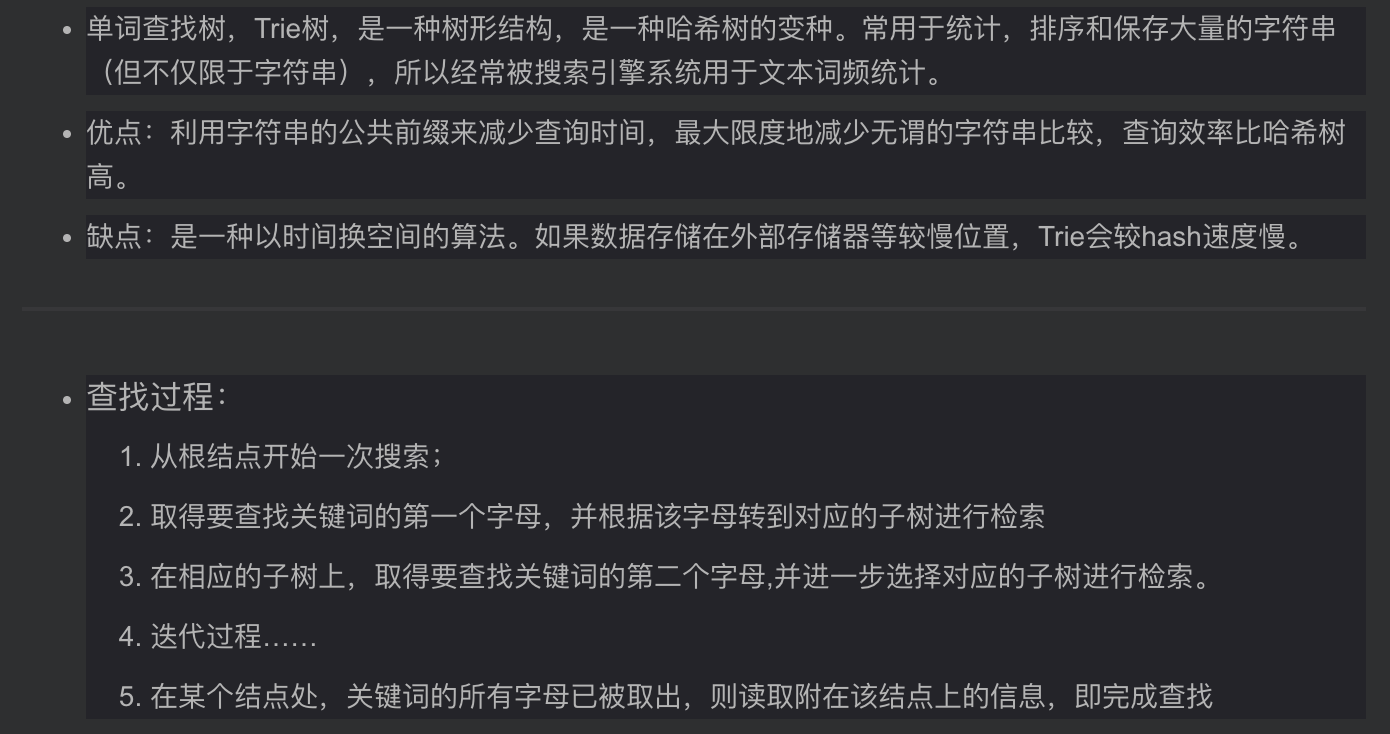 单词查找树，Trie树，是一种树形结构，是一种哈希树的变种。常用于统计，排序和保存大量的字符串
（但不仅限于字符串），所以经常被搜索引擎系统用于文本词频统计。
优点：利用字符串的公共前缀来减少查询时间，最大限度地减少无谓的字符串比较，查询效率比哈希树
高。
缺点：是一种以时间换空间的算法。如果数据存储在外部存储器等较慢位置，Trie会较hash速度慢。
查找过程：
1. 从根结点开始一次搜索；
2. 取得要查找关键词的第一个字母，并根据该字母转到对应的子树进行检索
3. 在相应的子树上，取得要查找关键词的第二个字母,并进一步选择对应的子树进行检索。
4. 迭代过程……
5. 在某个结点处，关键词的所有字母已被取出，则读取附在该结点上的信息，即完成查找